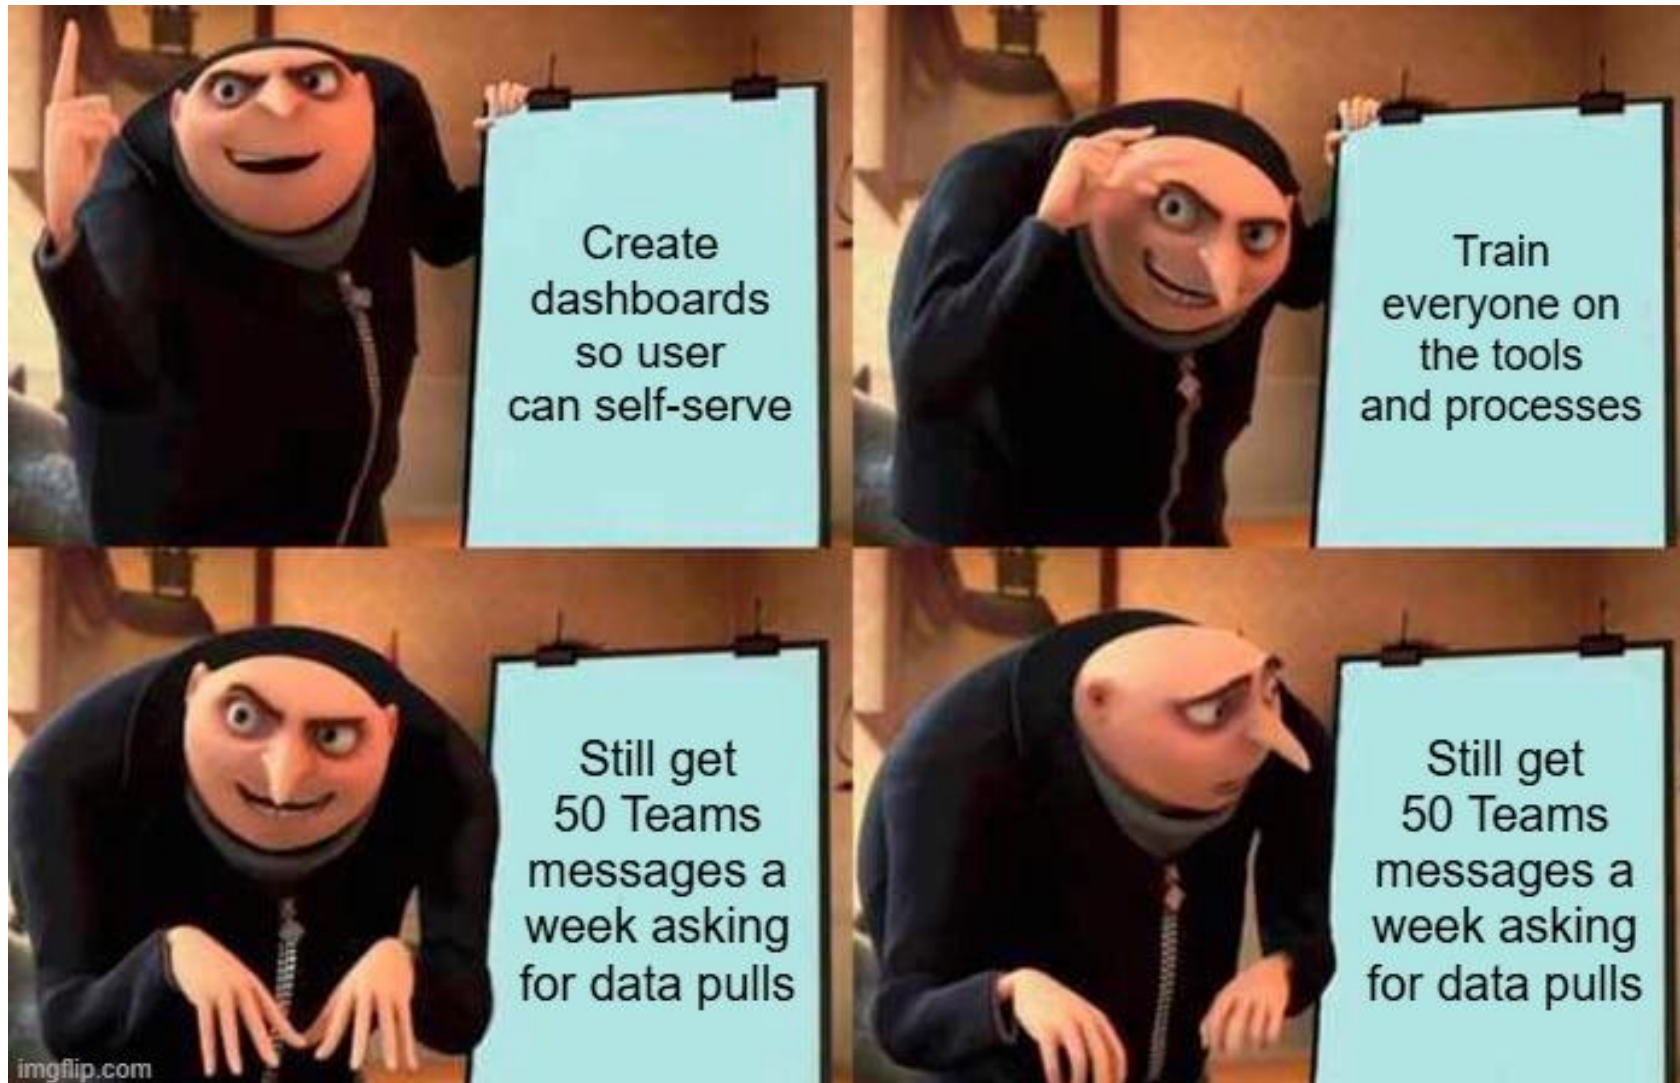 Create
dashboards
so user
can self-serve
Train
everyone on
the tools
and processes
Still get
50 Teams
messages a
week asking
for data pulls
Still get
50 Teams
messages a
week asking
for data pulls
imgflip.com